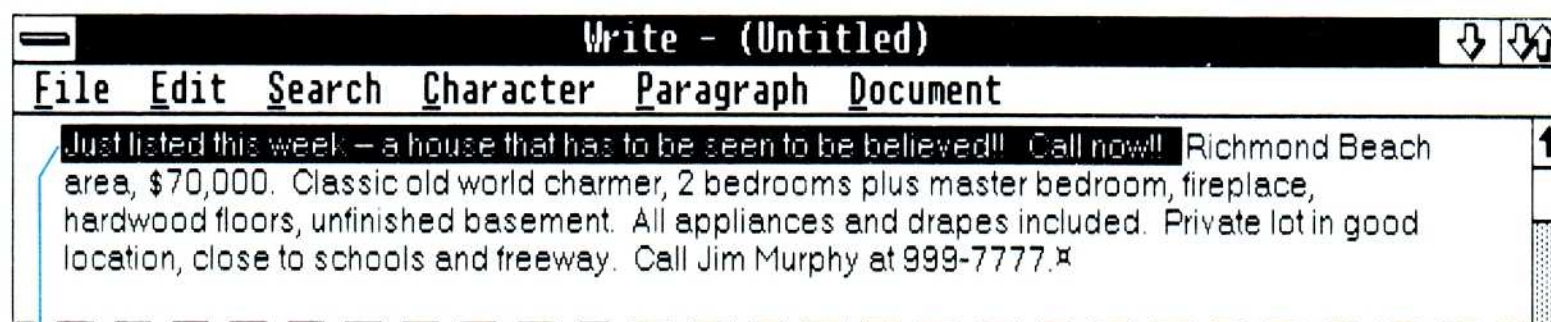 Write - (Untitled)
File Edit Search Character Paragraph Document
Just listed this week – a house that has to be seen to be believed!! Call now!! Richmond Beach
area, $70,000. Classic old world charmer, 2 bedrooms plus master bedroom, fireplace,
hardwood floors, unfinished basement. All appliances and drapes included. Private lot in good
location, close to schools and freeway. Call Jim Murphy at 999-7777.¤